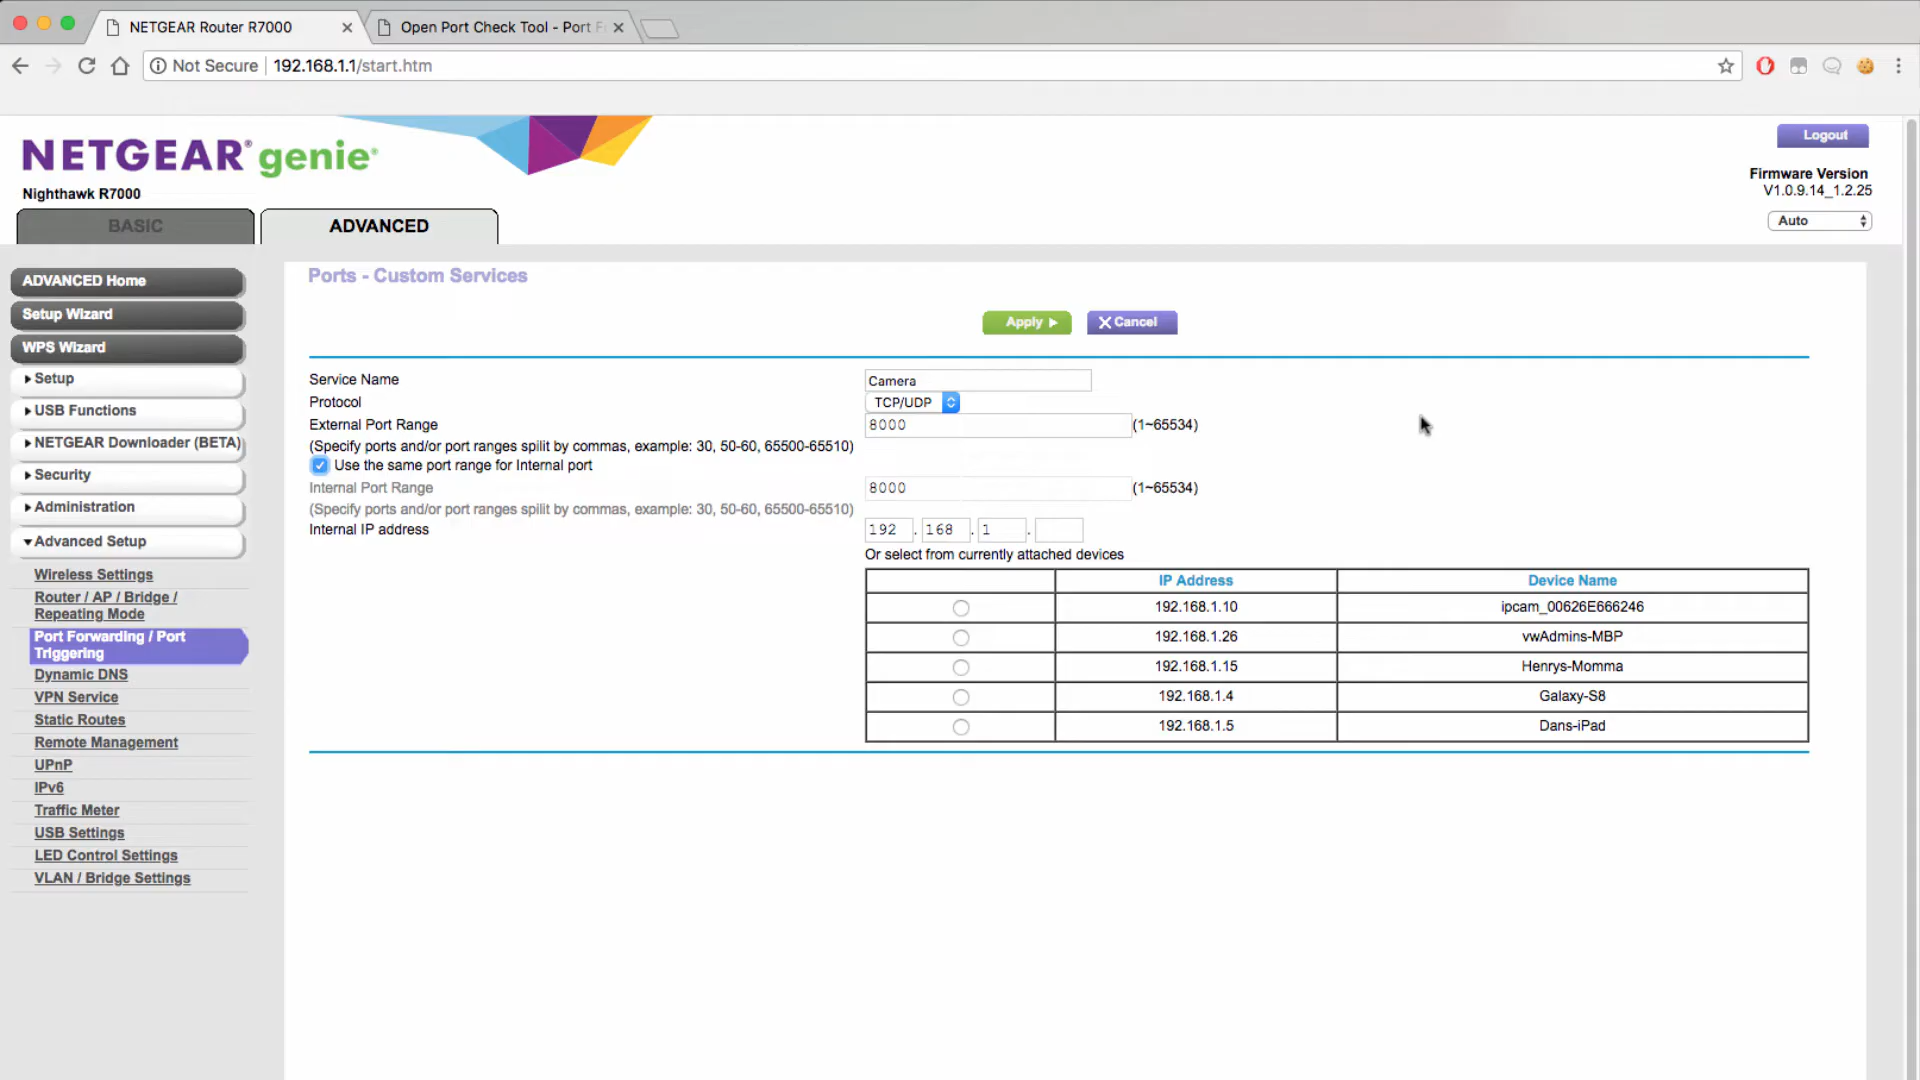 NETGEAR Router R7000
Open Port Check Tool - Port F
Not Secure 192.168.1.1/start.htm
NETGEAR® genie®
Nighthawk R7000
Logout
Firmware Version
V1.0.9.14_1.2.25
Auto
BASIC
ADVANCED
ADVANCED Home
Setup Wizard
WPS Wizard
Setup
USB Functions
NETGEAR Downloader (BETA)
Security
Administration
Advanced Setup
Wireless Settings
Router / AP / Bridge /
Repeating Mode
Port Forwarding / Port
Triggering
Dynamic DNS
VPN Service
Static Routes
Remote Management
UPnP
IPv6
Traffic Meter
USB Settings
LED Control Settings
VLAN / Bridge Settings
Ports - Custom Services
Apply
Cancel
Service Name Camera
Protocol TCP/UDP
External Port Range 8000 (1~65534)
(Specify ports and/or port ranges spilit by commas, example: 30, 50-60, 65500-65510)
Use the same port range for Internal port
Internal Port Range 8000 (1~65534)
(Specify ports and/or port ranges spilit by commas, example: 30, 50-60, 65500-65510)
Internal IP address 192 . 168 . 1 .
Or select from currently attached devices
IP Address Device Name
192.168.1.10 ipcam_00626E666246
192.168.1.26 vwAdmins-MBP
192.168.1.15 Henrys-Momma
192.168.1.4 Galaxy-S8
192.168.1.5 Dans-iPad